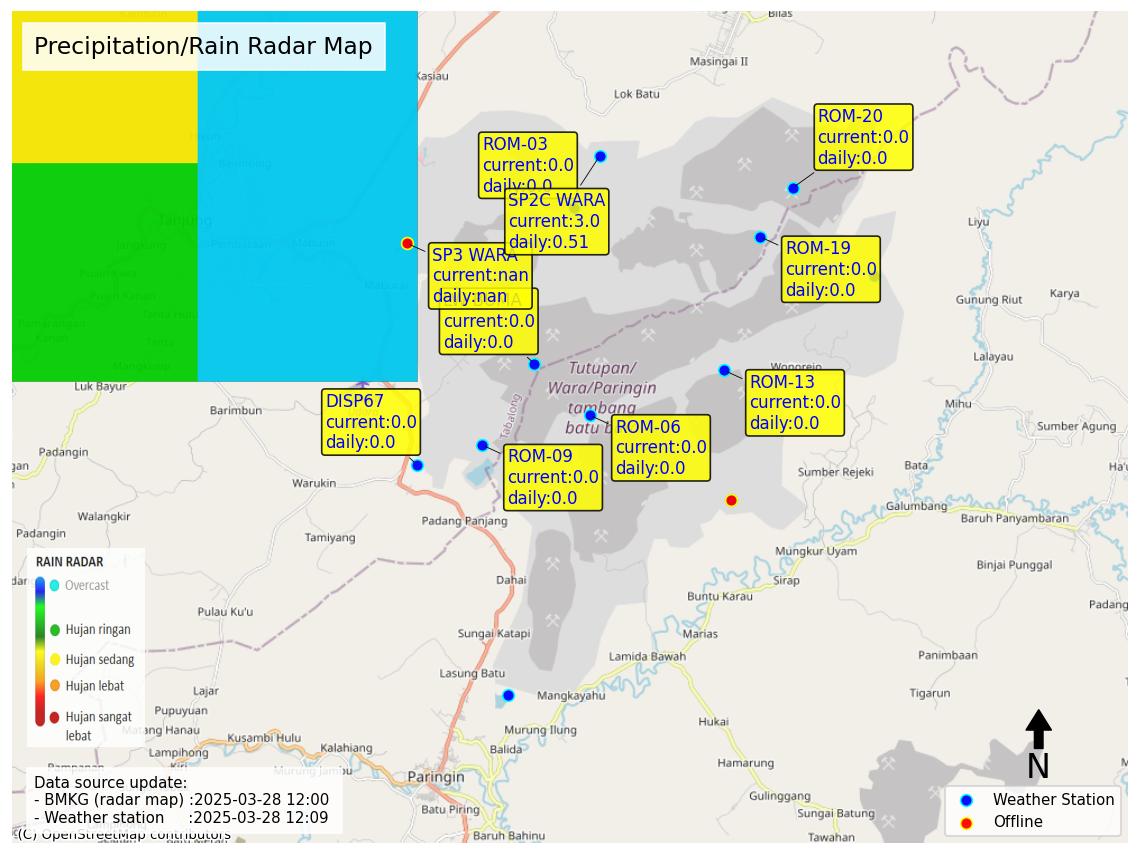 Precipitation/Rain Radar Map
Bilas
Masingai II
Kasiau
Lok Batu
ROM-20
current:0.0
daily:0.0
ROM-03
current:0.0
daily:0.0
SP2C WARA
current:3.0
daily:0.51
Tanjung
Mabuun
Liyu
ROM-19
current:0.0
daily:0.0
SP3 WARA
current:nan
daily:nan
current:0.0
daily:0.0
Gunung Riut
Karya
Lalayau
Wonorejo
Tutupan/
Wara/Paringin
tambang
batu b
Tabalong
ROM-13
current:0.0
daily:0.0
Luk Bayur
Barimbun
DISP67
current:0.0
daily:0.0
ROM-06
current:0.0
daily:0.0
ROM-09
current:0.0
daily:0.0
Mihu
Sumber Agung
Padangin
Warukin
Sumber Rejeki
Bata
Galumbang
Baruh Panyambaran
Walangkir
Padangin
Tamiyang
Padang Panjang
Mungkur Uyam
Binjai Punggal
Sirap
Dahai
Buntu Karau
Padang
Pulau Ku'u
Marias
Sungai Katapi
Lamida Bawah
Panimbaan
RAIN RADAR
Overcast
Hujan ringan
Hujan sedang
Hujan lebat
Hujan sangat
lebat
Lasung Batu
Mangkayahu
Tigarun
Lajar
Pupuyuan
Matang Hanau
Hukai
Murung Ilung
Lampihong
Kusambi Hulu
Kalahiang
Balida
Hamarung
N
Murung Jambu
Paringin
Gulinggang
Batu Piring
Sungai Batung
Baruh Bahinu
Tawahan
Data source update:
- BMKG (radar map) :2025-03-28 12:00
- Weather station :2025-03-28 12:09
(C) OpenStreetMap contributors
Weather Station
Offline